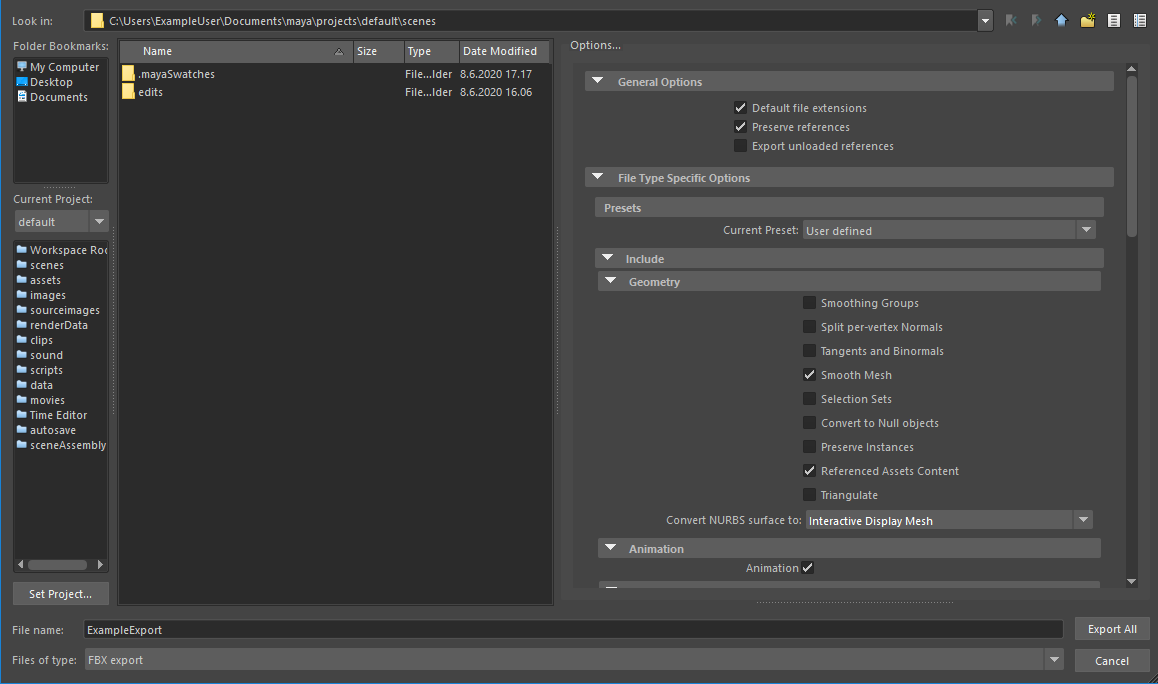 Look in: C:\Users\ExampleUser\Documents\maya\projects\default\scenes
Folder Bookmarks:
My Computer
Desktop
Documents
Current Project:
default
Workspace Roo
scenes
assets
images
sourceimages
renderData
clips
sound
scripts
data
movies
Time Editor
autosave
sceneAssembly
Set Project...
Name Size Type Date Modified
.mayaSwatches File...lder 8.6.2020 17.17
edits File...lder 8.6.2020 16.06
Options...
General Options
Default file extensions
Preserve references
Export unloaded references
File Type Specific Options
Presets
Current Preset: User defined
Include
Geometry
Smoothing Groups
Split per-vertex Normals
Tangents and Binormals
Smooth Mesh
Selection Sets
Convert to Null objects
Preserve Instances
Referenced Assets Content
Triangulate
Convert NURBS surface to: Interactive Display Mesh
Animation
Animation
File name: ExampleExport
Export All
Files of type: FBX export
Cancel